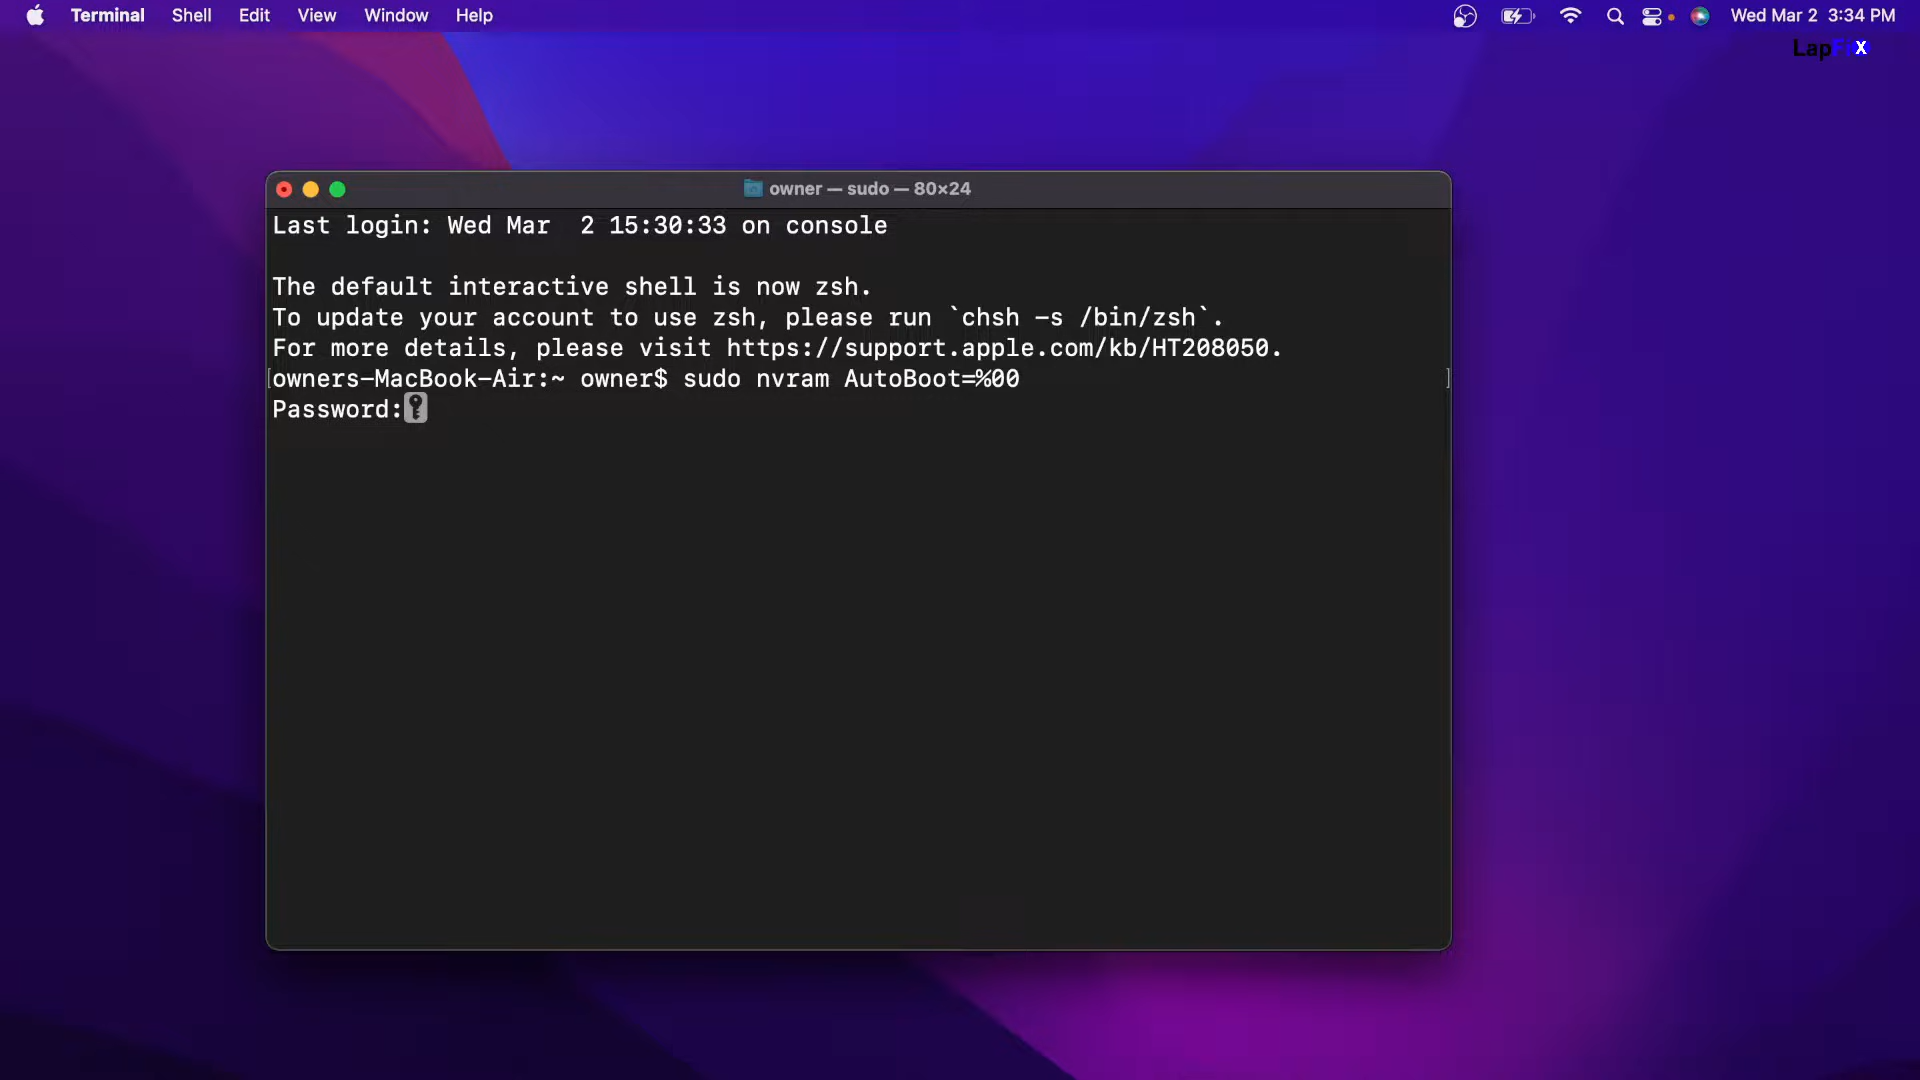 Terminal Shell Edit View Window Help Wed Mar 2 3:34 PM
LapFix
owner — sudo — 80×24
Last login: Wed Mar  2 15:30:33 on console
The default interactive shell is now zsh.
To update your account to use zsh, please run `chsh -s /bin/zsh`.
For more details, please visit https://support.apple.com/kb/HT208050.
[owners-MacBook-Air:~ owner$ sudo nvram AutoBoot=%00 ]
Password: